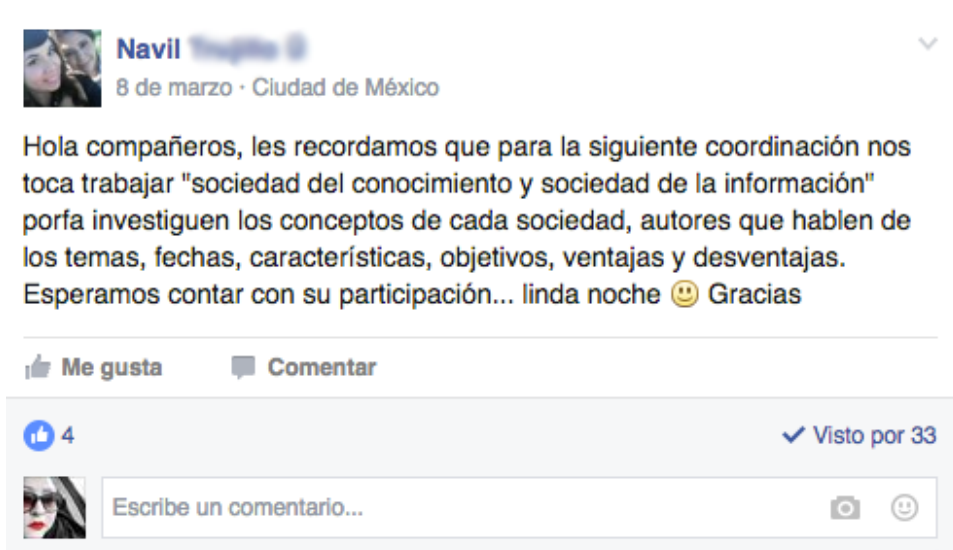 Navil
8 de marzo · Ciudad de México
Hola compañeros, les recordamos que para la siguiente coordinación nos
toca trabajar "sociedad del conocimiento y sociedad de la información"
porfa investiguen los conceptos de cada sociedad, autores que hablen de
los temas, fechas, características, objetivos, ventajas y desventajas.
Esperamos contar con su participación... linda noche 🙂 Gracias
Me gusta
Comentar
4
Visto por 33
Escribe un comentario...